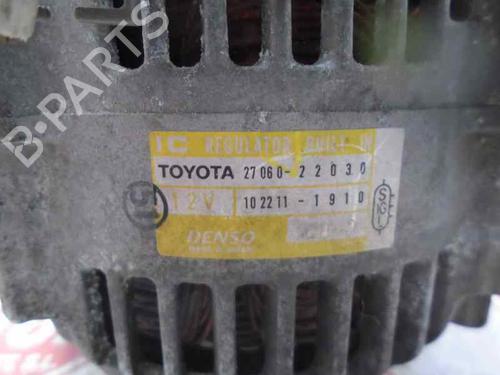 B-PARTS
IC REGULATOR BUILT IN
TOYOTA 27060-22030
12V 102211-1910
DENSO